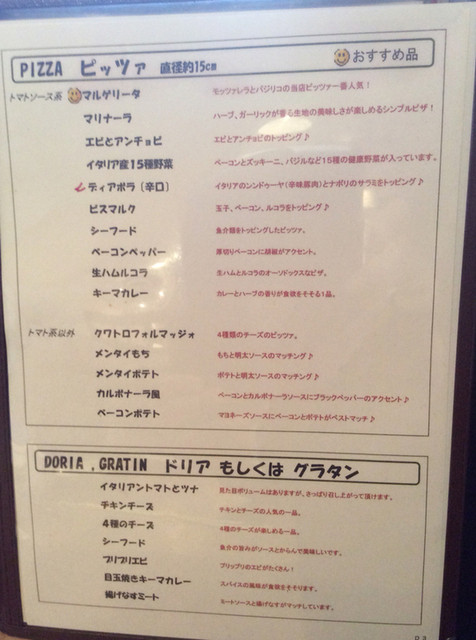 PIZZA ピッツァ 直径約15cm おすすめ品
トマトソース系 マルゲリータ モッツァレラとバジリコの当店ピッツァ一番人気！
マリナーラ ハーブ、ガーリックが香る生地の美味しさが楽しめるシンプルピザ！
エビとアンチョビ エビとアンチョビのトッピング♪
イタリア産15種野菜 ベーコンとズッキーニ、バジルなど15種の健康野菜が入っています。
ディアボラ（辛口） イタリアのンンドゥーヤ（辛味豚肉）とナポリのサラミをトッピング♪
ビスマルク 玉子、ベーコン、ルコラをトッピング♪
シーフード 魚介類をトッピングしたピッツァ。
ベーコンペッパー 厚切りベーコンに胡椒がアクセント。
生ハムルコラ 生ハムとルコラのオーソドックスなピザ。
キーマカレー カレーとハーブの香りが食欲をそそる1品。
トマト系以外 クワトロフォルマッジォ 4種類のチーズのピッツァ。
メンタイもち もちと明太ソースのマッチング♪
メンタイポテト ポテトと明太ソースのマッチング♪
カルボナーラ風 ベーコンとカルボナーラソースにブラックペッパーのアクセント♪
ベーコンポテト マヨネーズソースにベーコンとポテトがベストマッチ♪
DORIA , GRATIN ドリア もしくは グラタン
イタリアントマトとツナ 見た目ボリュームはありますが、さっぱり召し上がって頂けます。
チキンチーズ チキンとチーズの人気の一品。
4種のチーズ 4種のチーズが楽しめる一品。
シーフード 魚介の旨みがソースとからんで美味しいです。
プリプリエビ プリップリのエビがたくさん！
目玉焼きキーマカレー スパイスの風味が食欲をそそります。
揚げなすミート ミートソースと揚げなすがマッチしています。